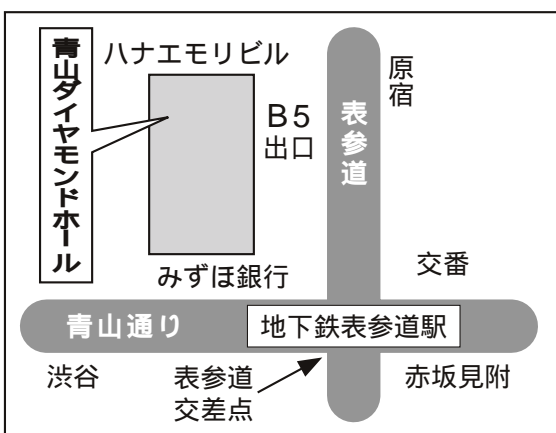 青山ダイヤモンドホール
ハナエモリビル
B5
出口
表参道
原宿
みずほ銀行
交番
青山通り
地下鉄表参道駅
渋谷
表参道
交差点
赤坂見附